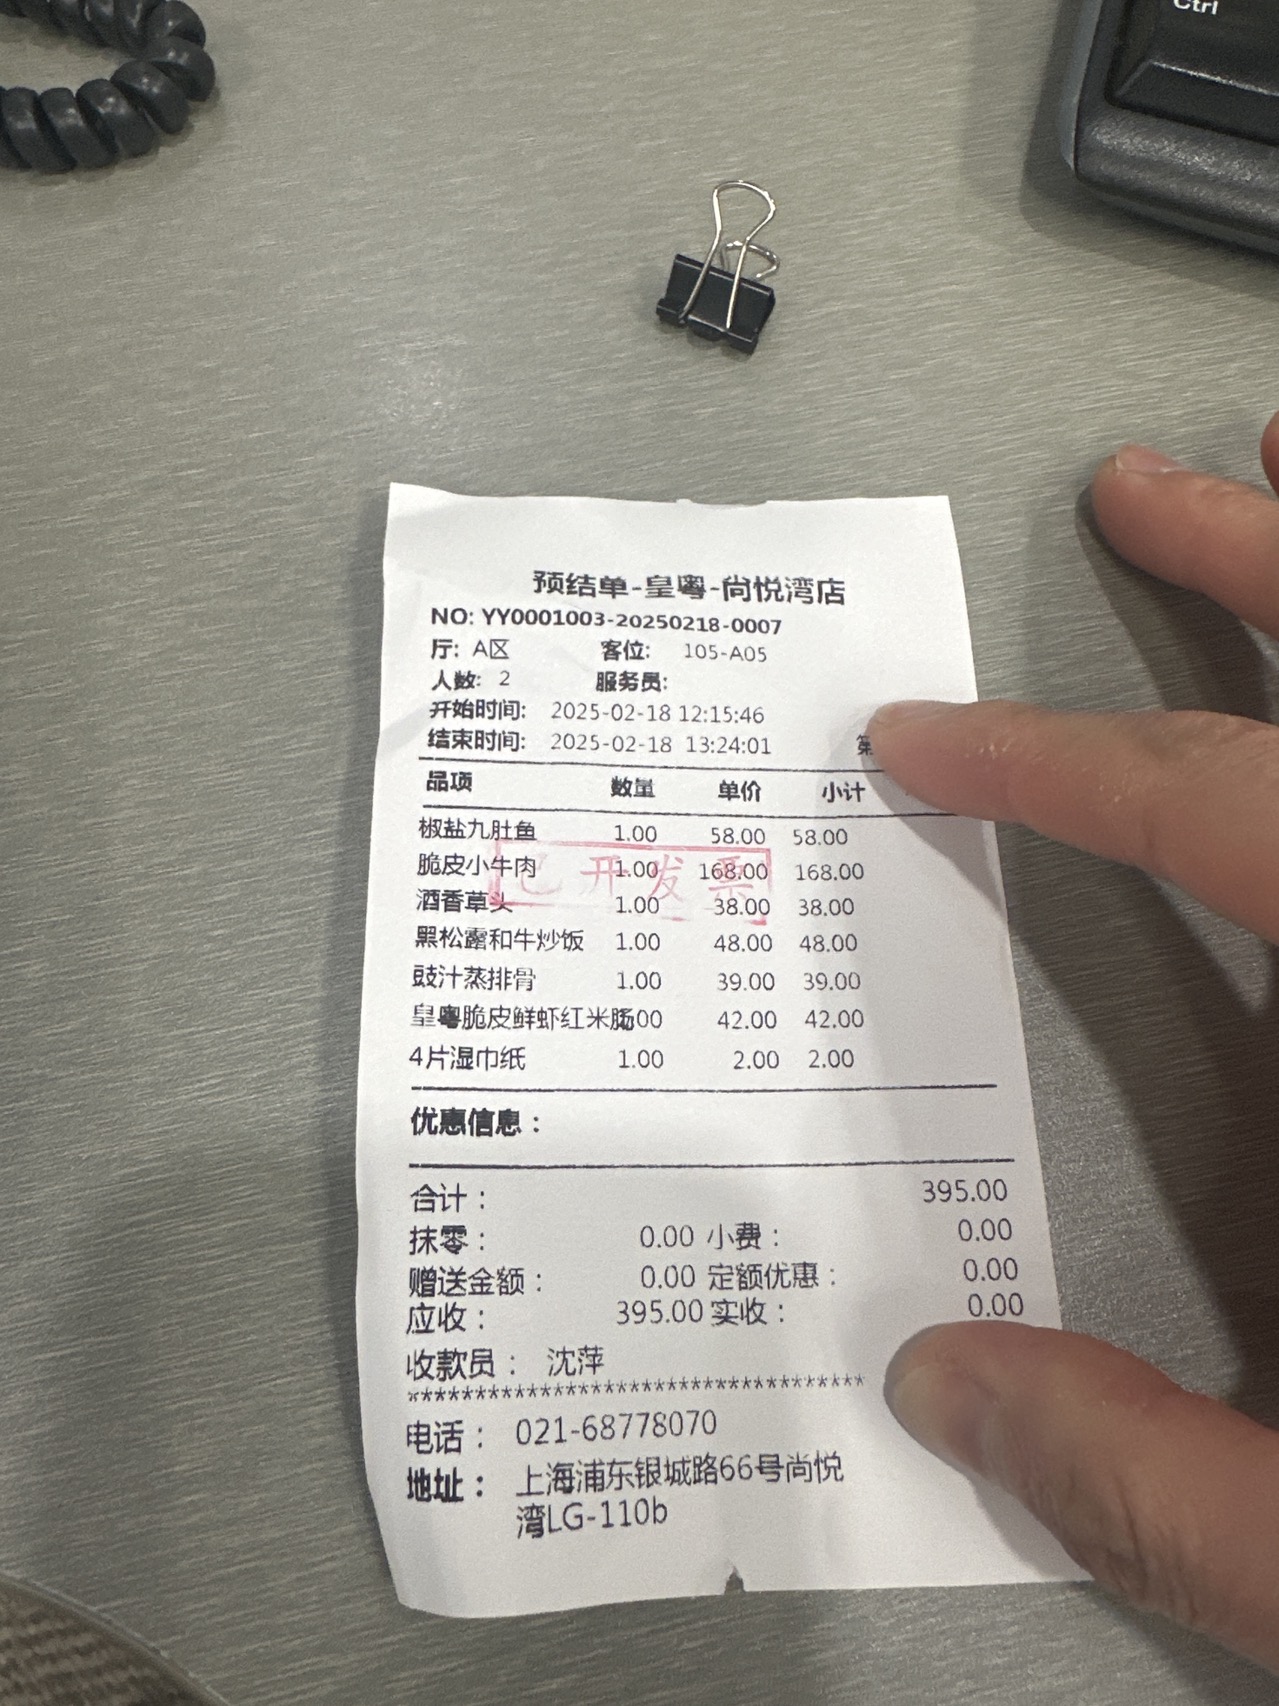 Ctrl
预结单-皇粤-尚悦湾店
NO: YY0001003-20250218-0007
厅: A区 客位: 105-A05
人数: 2 服务员:
开始时间: 2025-02-18 12:15:46
结束时间: 2025-02-18 13:24:01 第
品项 数量 单价 小计
椒盐九肚鱼 1.00 58.00 58.00
脆皮小牛肉 1.00 168.00 168.00
已开发票
酒香草头 1.00 38.00 38.00
黑松露和牛炒饭 1.00 48.00 48.00
豉汁蒸排骨 1.00 39.00 39.00
皇粤脆皮鲜虾红米肠 00 42.00 42.00
4片湿巾纸 1.00 2.00 2.00
优惠信息:
合计: 395.00
抹零: 0.00 小费: 0.00
赠送金额: 0.00 定额优惠: 0.00
应收: 395.00 实收: 0.00
收款员: 沈萍
***********************************
电话: 021-68778070
地址: 上海浦东银城路66号尚悦
湾LG-110b